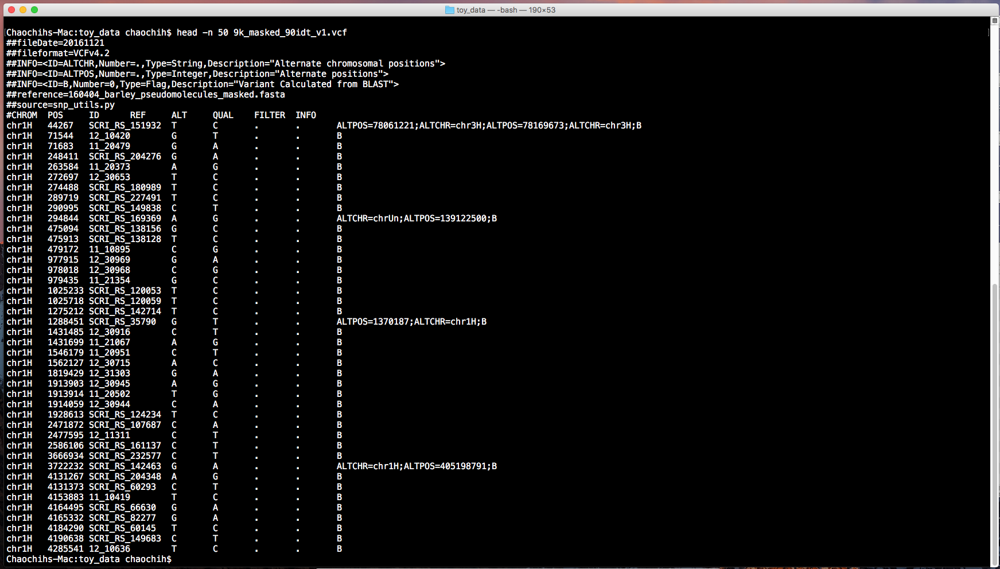 toy_data — -bash — 190×53
[Chaochihs-Mac:toy_data chaochih$ head -n 50 9k_masked_90idt_v1.vcf ]
##fileDate=20161121
##fileformat=VCFv4.2
##INFO=<ID=ALTCHR,Number=.,Type=String,Description="Alternate chromosomal positions">
##INFO=<ID=ALTPOS,Number=.,Type=Integer,Description="Alternate positions">
##INFO=<ID=B,Number=0,Type=Flag,Description="Variant Calculated from BLAST">
##reference=160404_barley_pseudomolecules_masked.fasta
##source=snp_utils.py
#CHROM POS ID REF ALT QUAL FILTER INFO
chr1H 44267 SCRI_RS_151932 T C . . ALTPOS=78061221;ALTCHR=chr3H;ALTPOS=78169673;ALTCHR=chr3H;B
chr1H 71544 12_10420 G T . . B
chr1H 71683 11_20479 G A . . B
chr1H 248411 SCRI_RS_204276 G A . . B
chr1H 263584 11_20373 A G . . B
chr1H 272697 12_30653 T C . . B
chr1H 274488 SCRI_RS_180989 T C . . B
chr1H 289719 SCRI_RS_227491 T C . . B
chr1H 290995 SCRI_RS_149838 C T . . B
chr1H 294844 SCRI_RS_169369 A G . . ALTCHR=chrUn;ALTPOS=139122500;B
chr1H 475094 SCRI_RS_138156 G C . . B
chr1H 475913 SCRI_RS_138128 T C . . B
chr1H 479172 11_10895 C G . . B
chr1H 977915 12_30969 G A . . B
chr1H 978018 12_30968 C G . . B
chr1H 979435 11_21354 G C . . B
chr1H 1025233 SCRI_RS_120053 T C . . B
chr1H 1025718 SCRI_RS_120059 T C . . B
chr1H 1275212 SCRI_RS_142714 T C . . B
chr1H 1288451 SCRI_RS_35790 G T . . ALTPOS=1370187;ALTCHR=chr1H;B
chr1H 1431485 12_30916 C T . . B
chr1H 1431699 11_21067 A G . . B
chr1H 1546179 11_20951 C T . . B
chr1H 1562127 12_30715 A C . . B
chr1H 1819429 12_31303 G A . . B
chr1H 1913903 12_30945 A G . . B
chr1H 1913914 11_20502 T G . . B
chr1H 1914059 12_30944 C A . . B
chr1H 1928613 SCRI_RS_124234 T C . . B
chr1H 2471872 SCRI_RS_107687 C A . . B
chr1H 2477595 12_11311 C T . . B
chr1H 2586106 SCRI_RS_161137 C T . . B
chr1H 3666934 SCRI_RS_232577 C T . . B
chr1H 3722232 SCRI_RS_142463 G A . . ALTCHR=chr1H;ALTPOS=405198791;B
chr1H 4131267 SCRI_RS_204348 A G . . B
chr1H 4131373 SCRI_RS_60293 C T . . B
chr1H 4153883 11_10419 T C . . B
chr1H 4164495 SCRI_RS_66630 G A . . B
chr1H 4165332 SCRI_RS_82277 G A . . B
chr1H 4184290 SCRI_RS_60145 T C . . B
chr1H 4190638 SCRI_RS_149683 C T . . B
chr1H 4285541 12_10636 T C . . B
Chaochihs-Mac:toy_data chaochih$